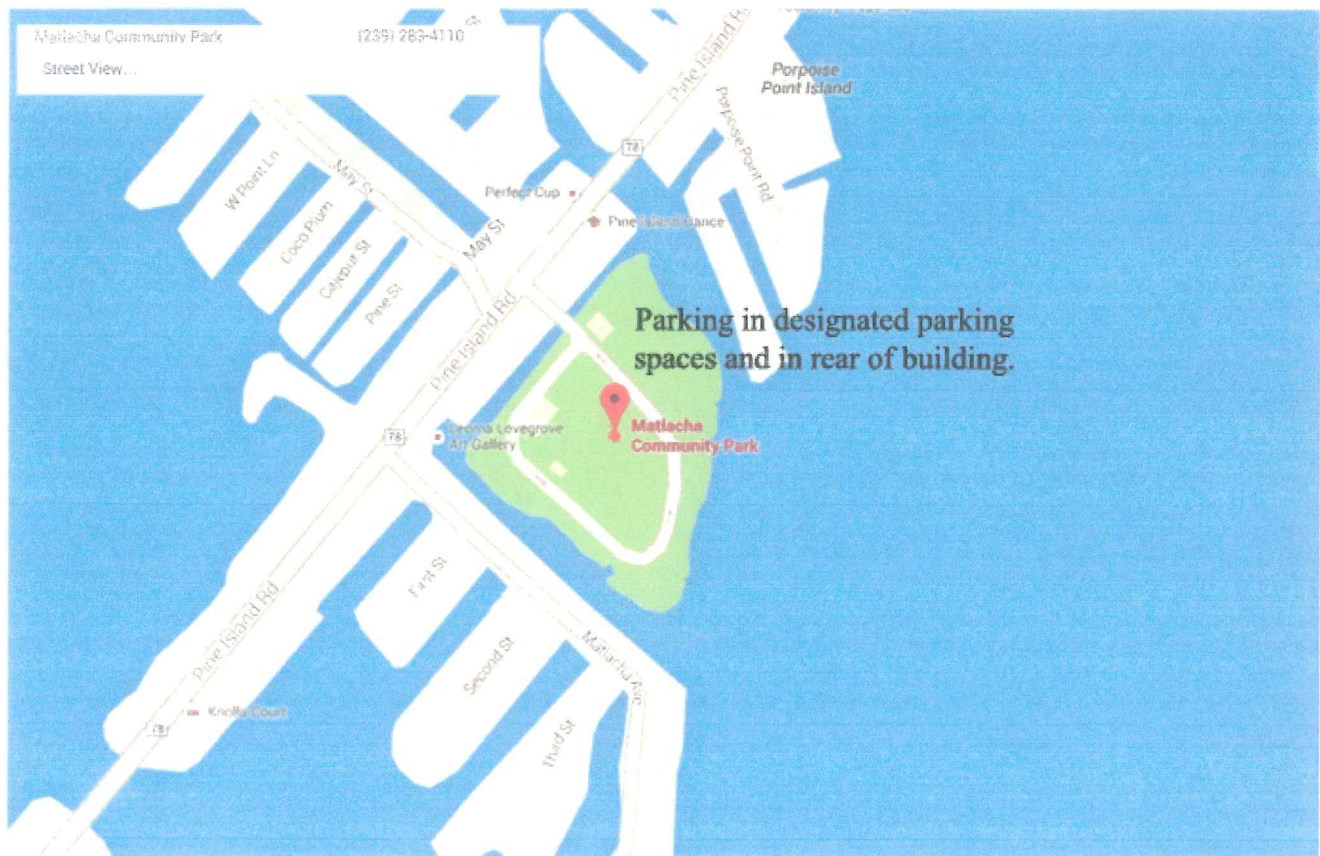 Matlacha Community Park
(239) 283-4110
Street View...
Pine Island Rd
Porpoise
Point Island
Porpoise Point Rd
78
W Point Ln
May St
Perfect Cup
Pine Island Dance
Coco Plum
May St
Cajeput St
Pine St
Parking in designated parking
spaces and in rear of building.
Pine Island Rd
78
Leoma Lovegrove
Art Gallery
Matlacha
Community Park
First St
Pine Island Rd
Second St
Matlacha Ave
Knolls Court
78
Third St